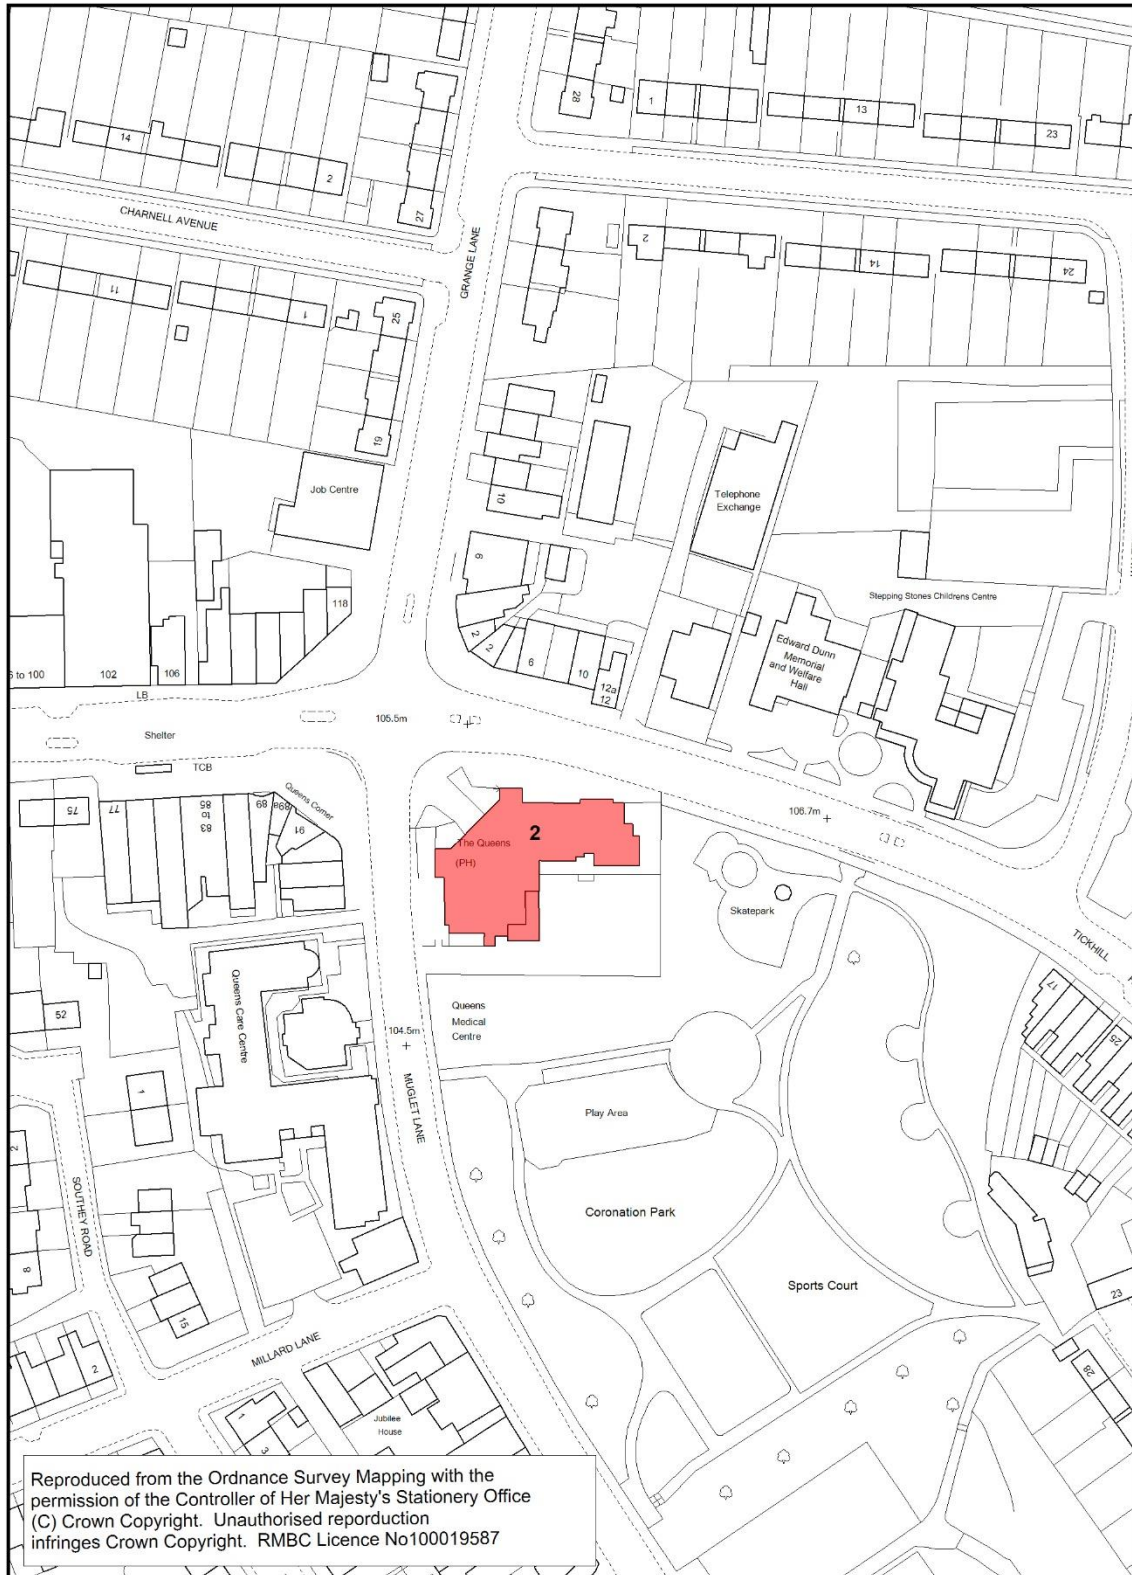 28
1
13
23
14
2
27
CHARNELL AVENUE
GRANGE LANE
2
14
24
11
1
25
19
Job Centre
10
Telephone
Exchange
6
118
Stepping Stones Childrens Centre
2
2
6
10
12a
12
Edward Dunn
Memorial
and Welfare
Hall
to 100
102
106
LB
105.5m
Shelter
TCB
Queens Corner
75
77
83
to
85
89
89a
91
2
The Queens
(PH)
106.7m
Skatepark
TICKHILL
Queens Care Centre
52
1
104.5m
Queens
Medical
Centre
17
25
MUGLET LANE
Play Area
2
SOUTHEY ROAD
8
Coronation Park
Sports Court
15
23
MILLARD LANE
2
28
1
3
Jubilee
House
Reproduced from the Ordnance Survey Mapping with the
permission of the Controller of Her Majesty's Stationery Office
(C) Crown Copyright. Unauthorised reporduction
infringes Crown Copyright. RMBC Licence No100019587